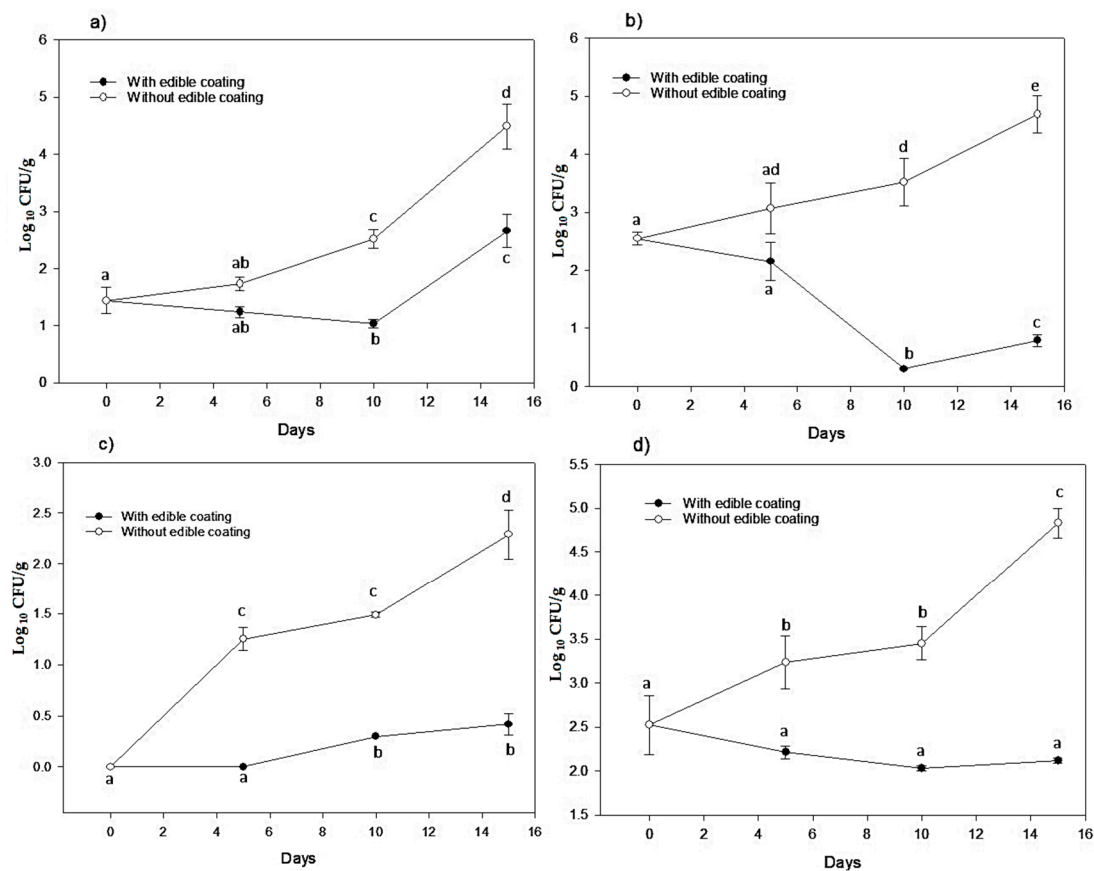 a)
6
With edible coating
Without edible coating
d
5
4
c
3
Log10 CFU/g
ab
2
a
c
1
ab
b
0
0 2 4 6 8 10 12 14 16
Days
b)
6
With edible coating
Without edible coating
e
5
d
4
ad
3
Log10 CFU/g
a
2
a
c
1
b
0
0 2 4 6 8 10 12 14 16
Days
c)
3.0
With edible coating
Without edible coating
d
2.5
2.0
c
c
1.5
Log10 CFU/g
1.0
0.5
b
b
0.0
a
a
0 2 4 6 8 10 12 14 16
Days
d)
5.5
With edible coating
Without edible coating
c
5.0
4.5
4.0
Log10 CFU/g
b
b
3.5
3.0
a
2.5
a
a
a
2.0
1.5
0 2 4 6 8 10 12 14 16
Days